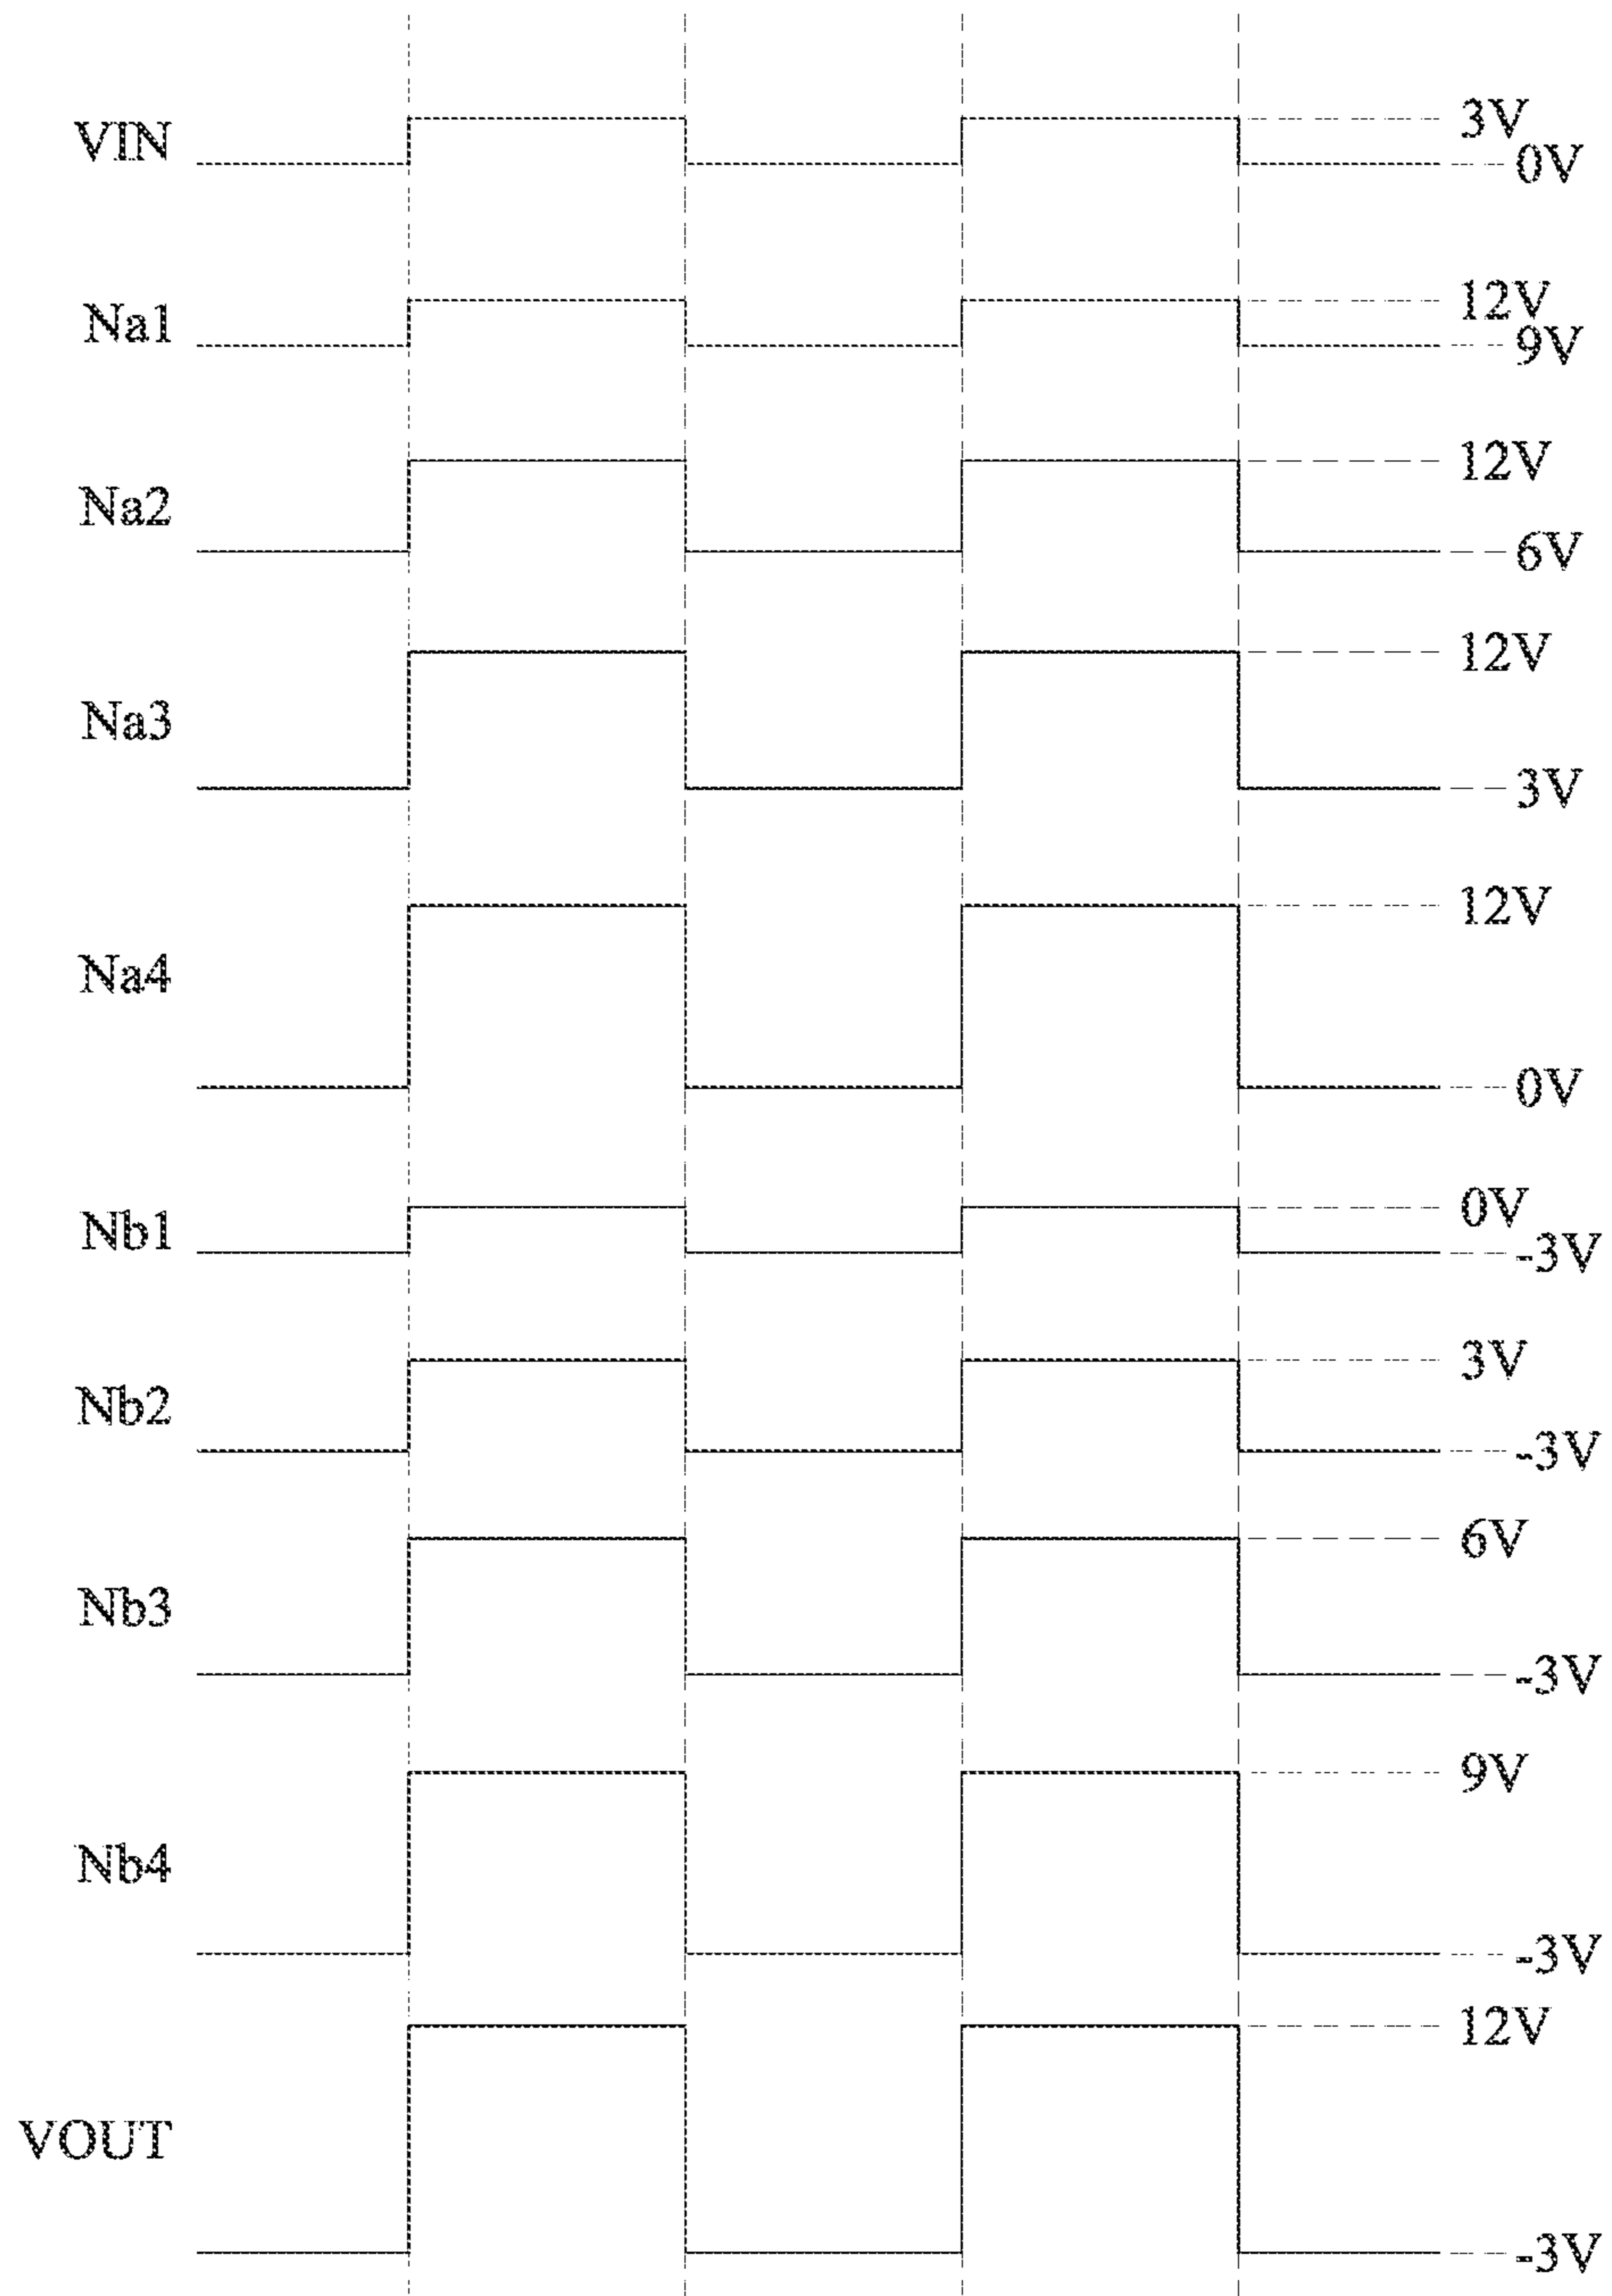 VIN 3V
0V
Na1 12V
9V
Na2 12V
6V
Na3 12V
3V
Na4 12V
0V
Nb1 0V
-3V
Nb2 3V
-3V
Nb3 6V
-3V
Nb4 9V
-3V
VOUT 12V
-3V